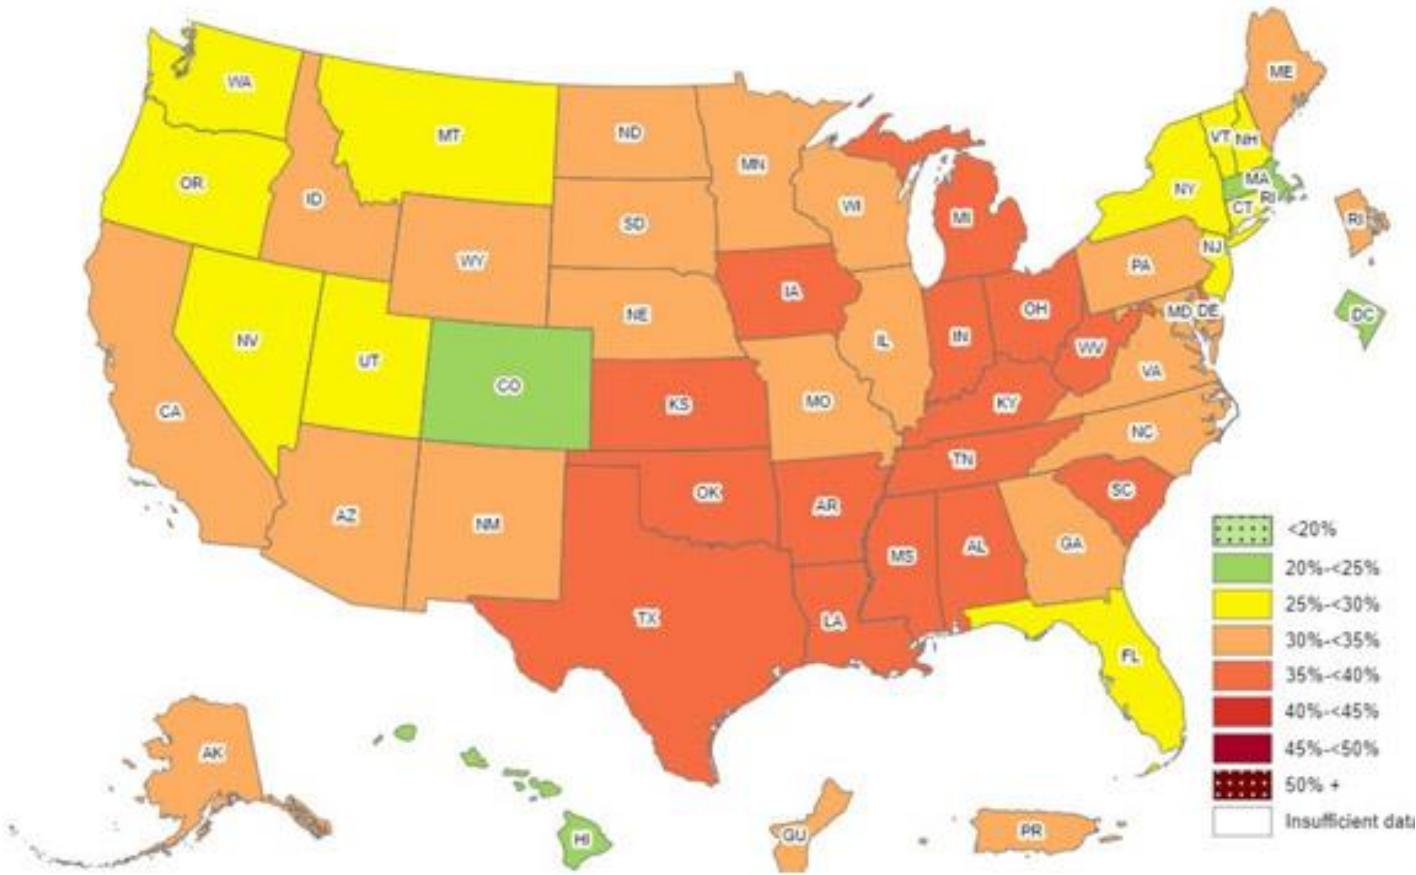 WA
MT
ND
MN
ME
VT
NH
OR
ID
SD
WI
MI
NY
MA
RI
CT
WY
RI
IA
NE
PA
NJ
OH
MD
DE
DC
NV
UT
CO
IL
IN
WV
VA
CA
KS
MO
KY
NC
AZ
NM
OK
AR
TN
SC
MS
AL
GA
TX
LA
FL
AK
HI
GU
PR
<20%
20%-<25%
25%-<30%
30%-<35%
35%-<40%
40%-<45%
45%-<50%
50% +
Insufficient data